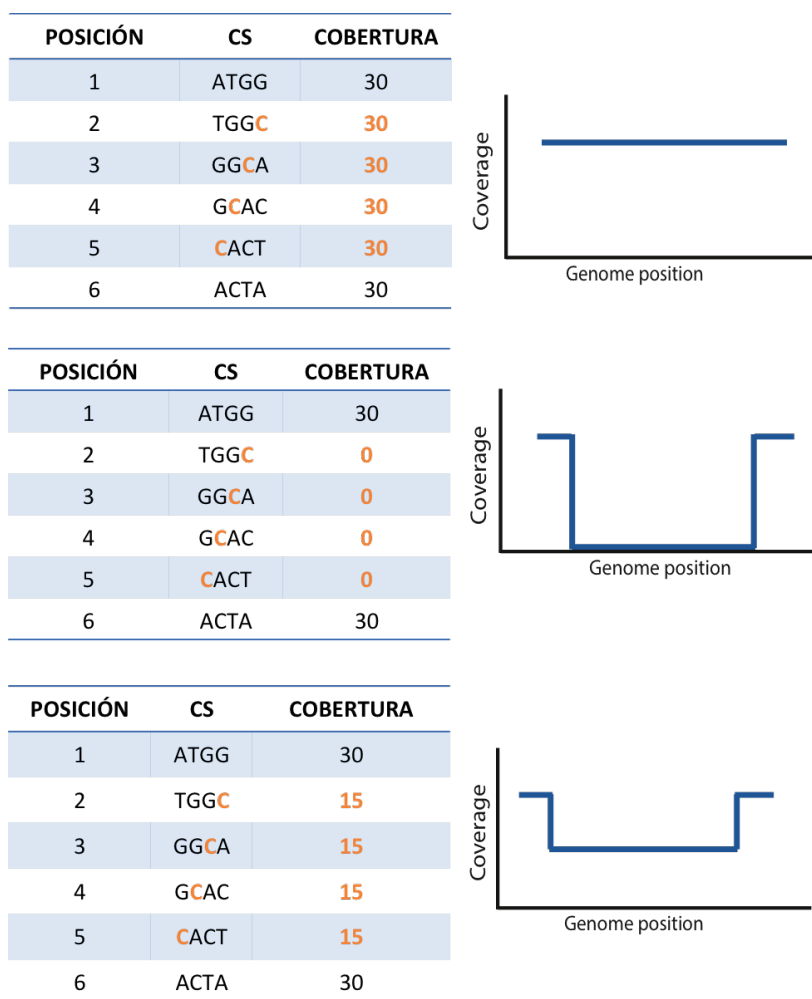 POSICIÓN CS COBERTURA
1 ATGG 30
2 TGGC 30
3 GGCA 30
4 GCAC 30
5 CACT 30
6 ACTA 30
Coverage
Genome position
POSICIÓN CS COBERTURA
1 ATGG 30
2 TGGC 0
3 GGCA 0
4 GCAC 0
5 CACT 0
6 ACTA 30
Coverage
Genome position
POSICIÓN CS COBERTURA
1 ATGG 30
2 TGGC 15
3 GGCA 15
4 GCAC 15
5 CACT 15
6 ACTA 30
Coverage
Genome position